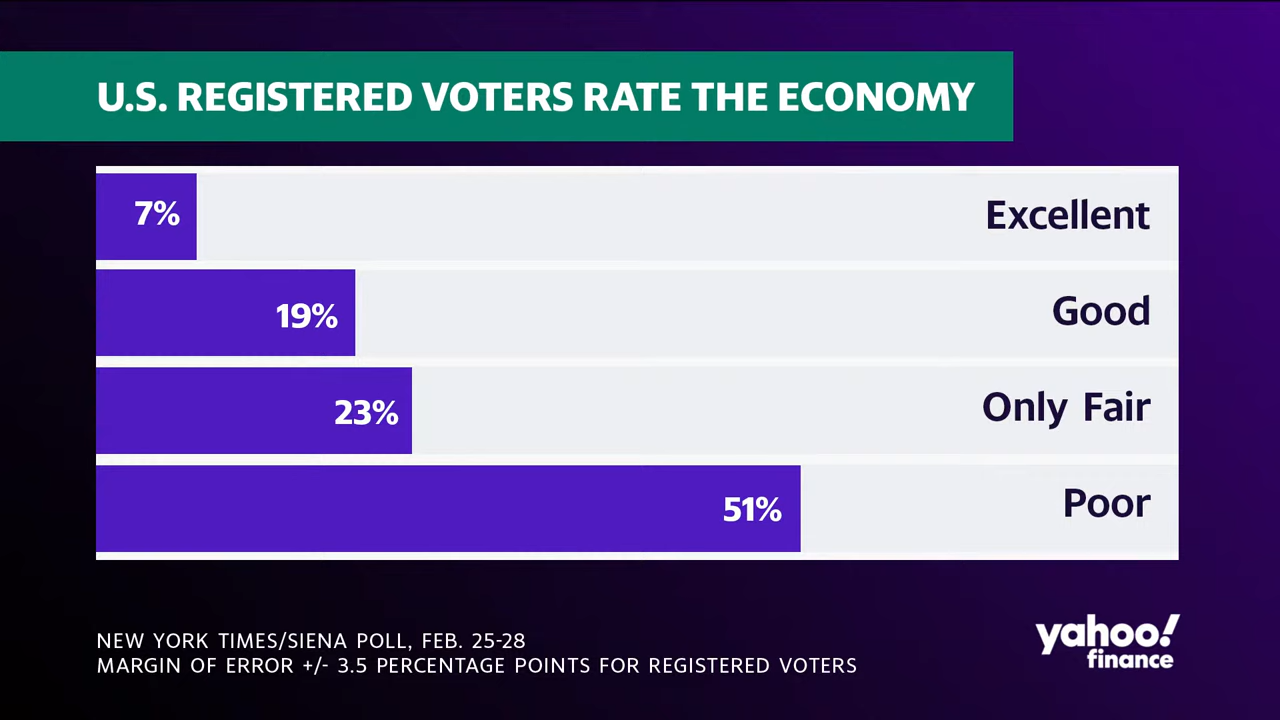 U.S. REGISTERED VOTERS RATE THE ECONOMY
7% Excellent
19% Good
23% Only Fair
51% Poor
NEW YORK TIMES/SIENA POLL, FEB. 25-28
MARGIN OF ERROR +/- 3.5 PERCENTAGE POINTS FOR REGISTERED VOTERS
yahoo!
finance